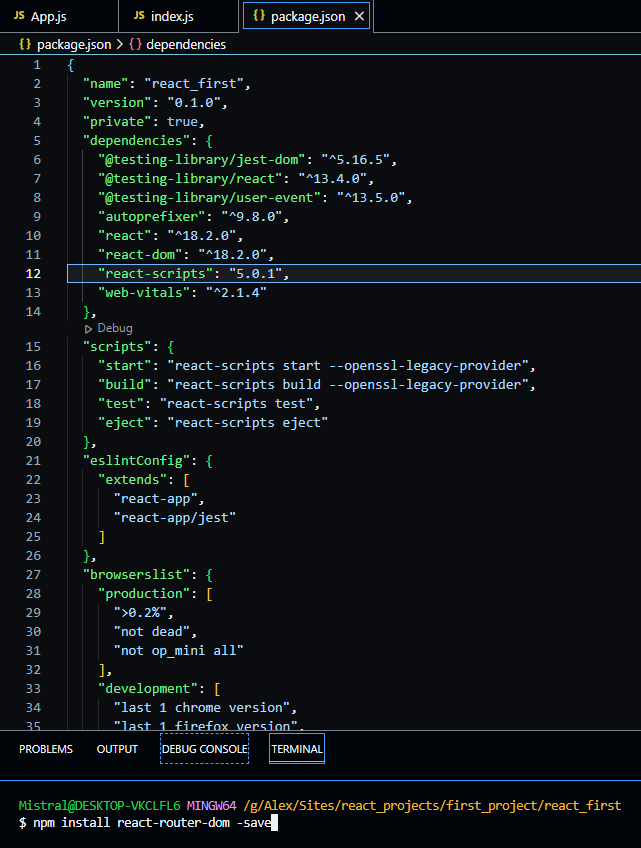 JS App.js JS index.js {} package.json ×
{} package.json > {} dependencies
1 {
2 "name": "react_first",
3 "version": "0.1.0",
4 "private": true,
5 "dependencies": {
6 "@testing-library/jest-dom": "^5.16.5",
7 "@testing-library/react": "^13.4.0",
8 "@testing-library/user-event": "^13.5.0",
9 "autoprefixer": "^9.8.0",
10 "react": "^18.2.0",
11 "react-dom": "^18.2.0",
12 "react-scripts": "5.0.1",
13 "web-vitals": "^2.1.4"
14 },
Debug
15 "scripts": {
16 "start": "react-scripts start --openssl-legacy-provider",
17 "build": "react-scripts build --openssl-legacy-provider",
18 "test": "react-scripts test",
19 "eject": "react-scripts eject"
20 },
21 "eslintConfig": {
22 "extends": [
23 "react-app",
24 "react-app/jest"
25 ]
26 },
27 "browserslist": {
28 "production": [
29 ">0.2%",
30 "not dead",
31 "not op_mini all"
32 ],
33 "development": [
34 "last 1 chrome version",
35 "last 1 firefox version",
PROBLEMS OUTPUT DEBUG CONSOLE TERMINAL
Mistral@DESKTOP-VKCLFL6 MINGW64 /g/Alex/Sites/react_projects/first_project/react_first
$ npm install react-router-dom -save